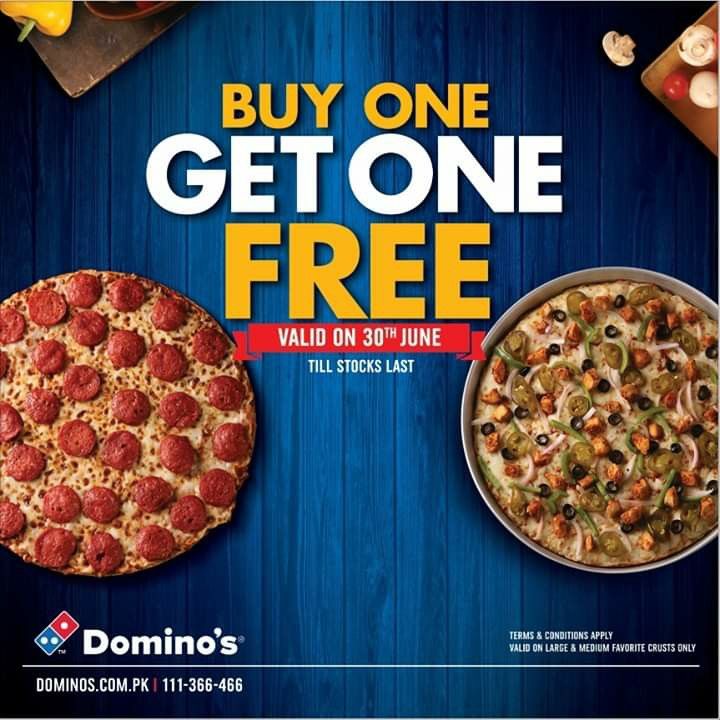 BUY ONE
GET ONE
FREE
VALID ON 30TH JUNE
TILL STOCKS LAST
Domino's®
TM
TERMS & CONDITIONS APPLY
VALID ON LARGE & MEDIUM FAVORITE CRUSTS ONLY
DOMINOS.COM.PK | 111-366-466